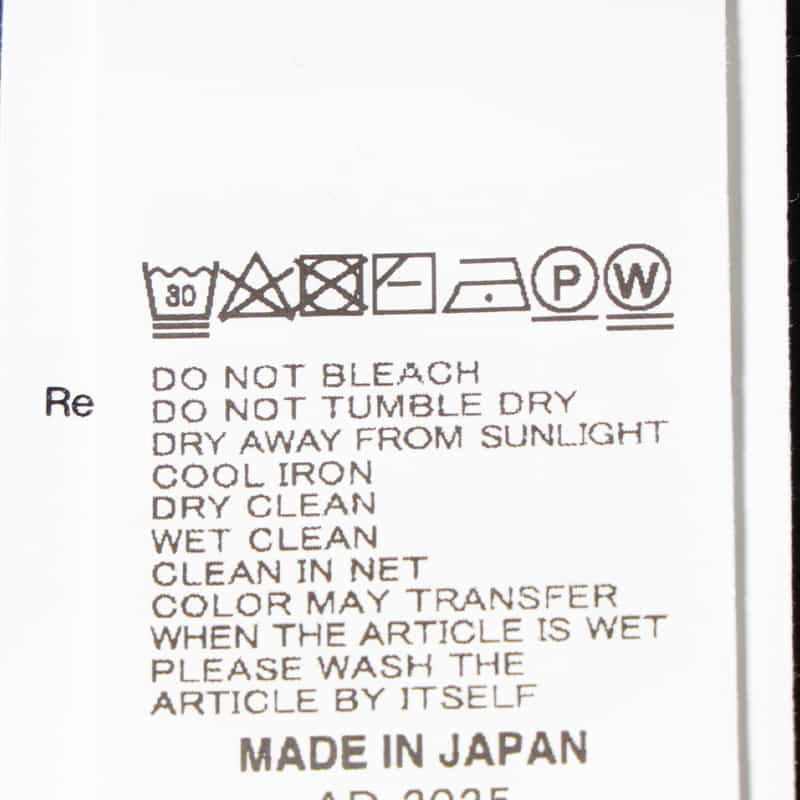 30 P W
DO NOT BLEACH
Re
DO NOT TUMBLE DRY
DRY AWAY FROM SUNLIGHT
COOL IRON
DRY CLEAN
WET CLEAN
CLEAN IN NET
COLOR MAY TRANSFER
WHEN THE ARTICLE IS WET
PLEASE WASH THE
ARTICLE BY ITSELF
MADE IN JAPAN